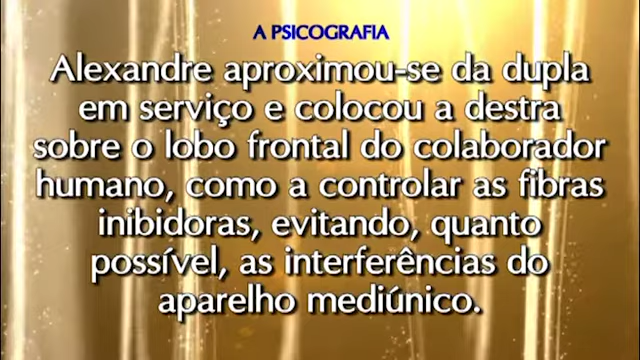 A PSICOGRAFIA
Alexandre aproximou-se da dupla
em serviço e colocou a destra
sobre o lobo frontal do colaborador
humano, como a controlar as fibras
inibidoras, evitando, quanto
possível, as interferências do
aparelho mediúnico.